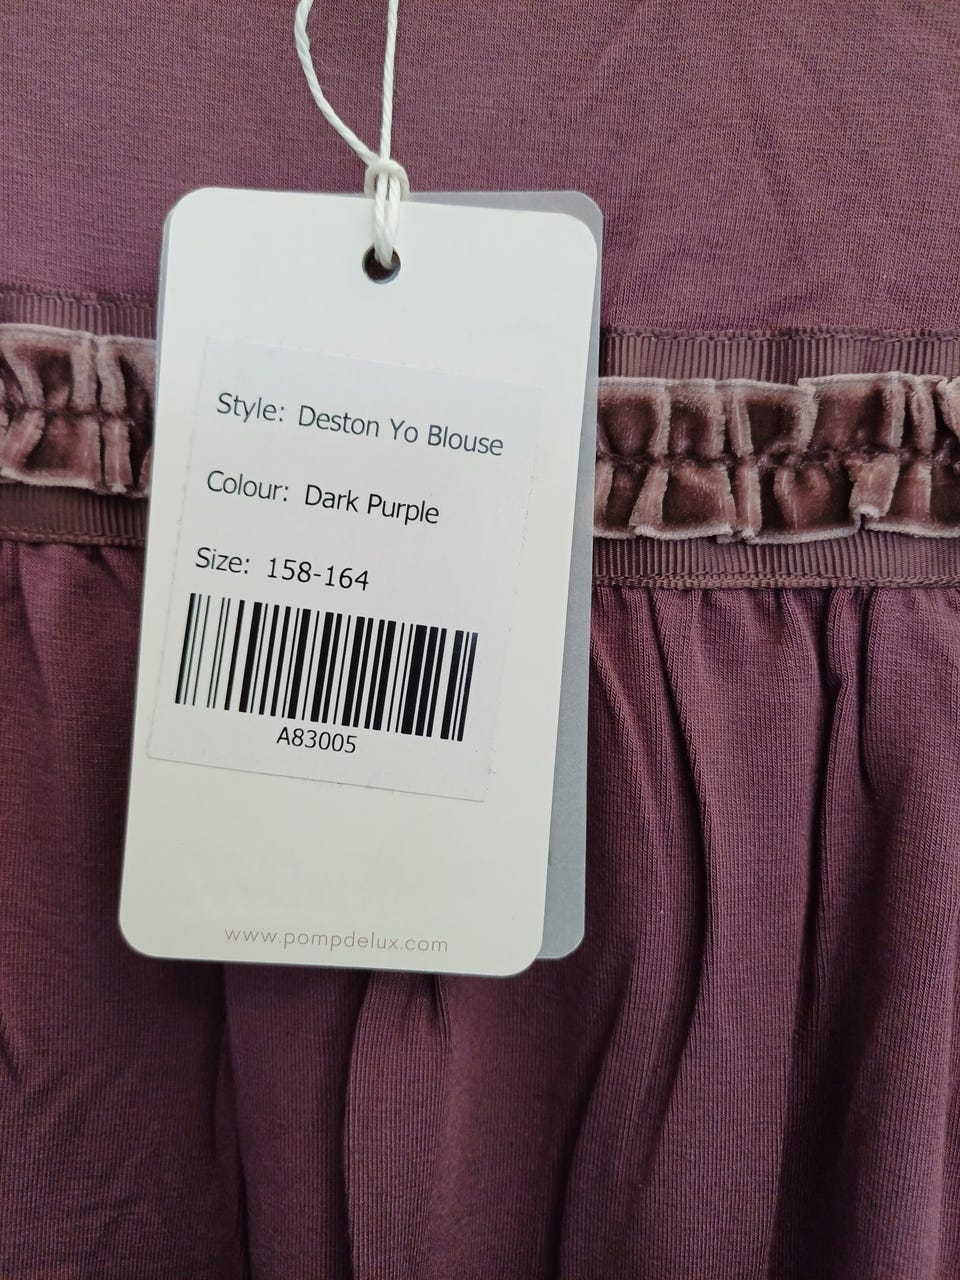 Style: Deston Yo Blouse
Colour: Dark Purple
Size: 158-164
A83005
www.pompdelux.com